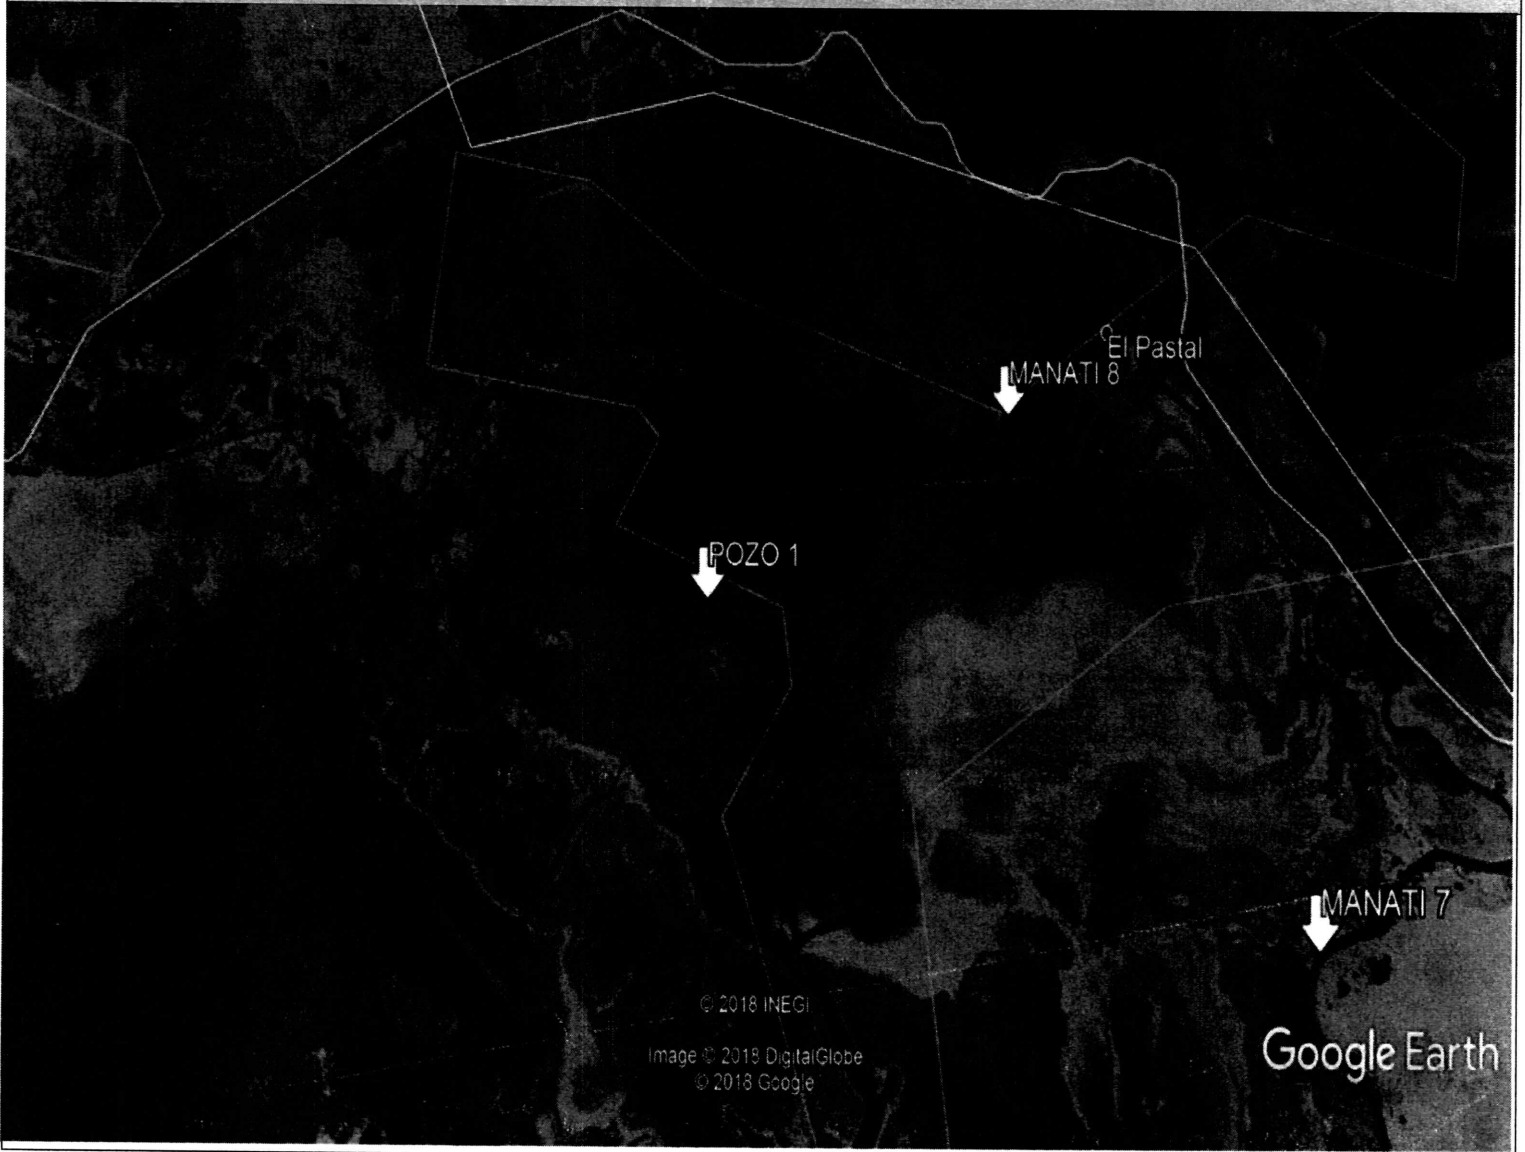 El Pastal
MANATI 8
POZO 1
MANATI 7
© 2018 INEGI
Image © 2018 DigitalGlobe
© 2018 Google
Google Earth